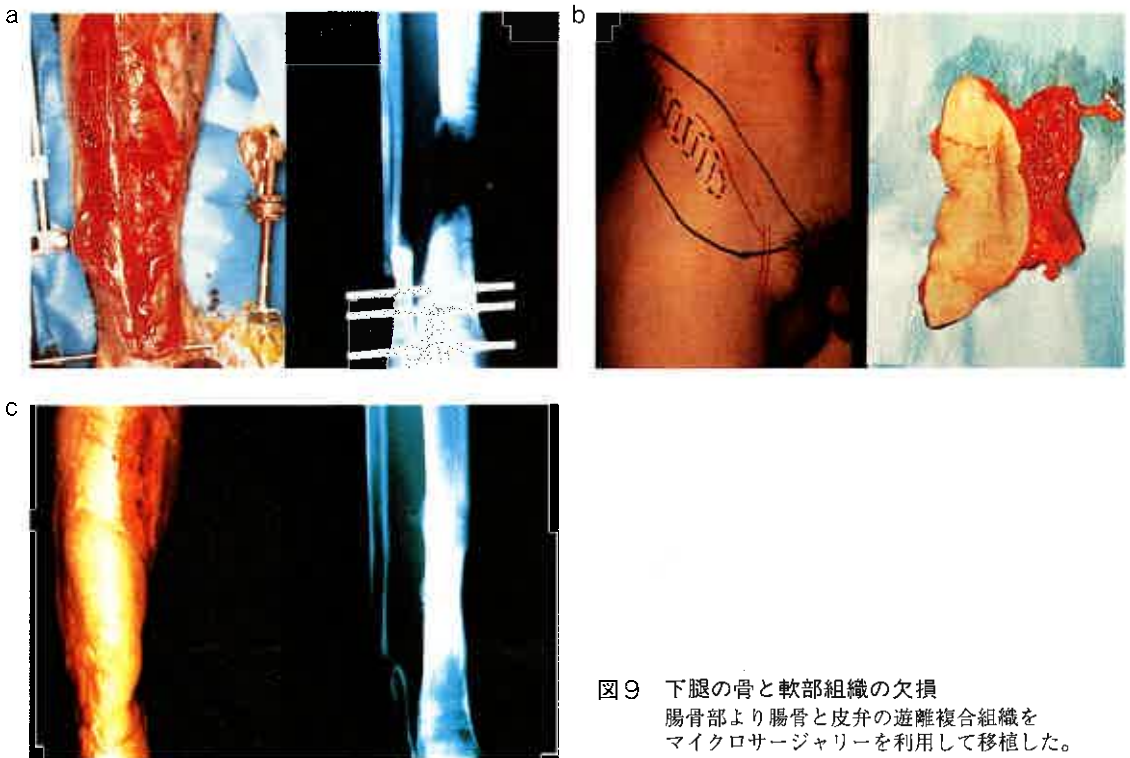 a
b
c
図9 下腿の骨と軟部組織の欠損
腸骨部より腸骨と皮弁の遊離複合組織を
マイクロサージャリーを利用して移植した。